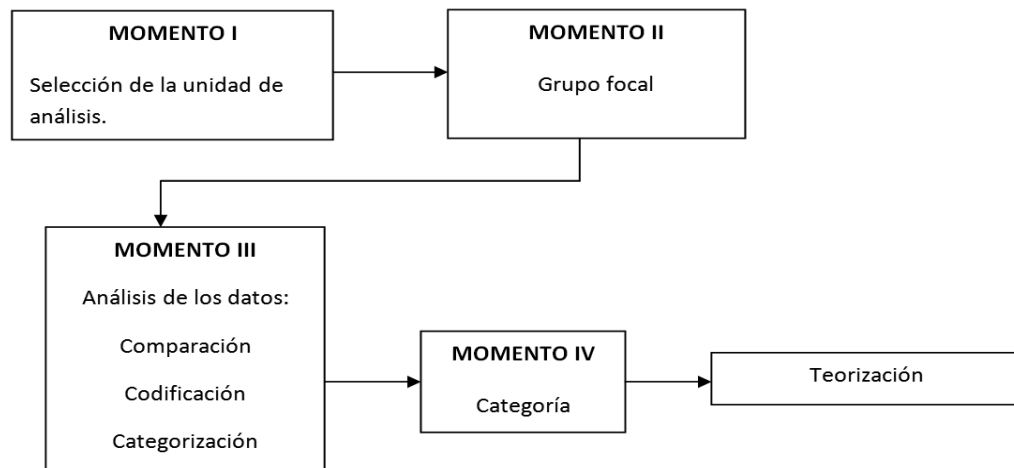 MOMENTO I
Selección de la unidad de
análisis.
MOMENTO II
Grupo focal
MOMENTO III
Análisis de los datos:
Comparación
Codificación
Categorización
MOMENTO IV
Categoría
Teorización